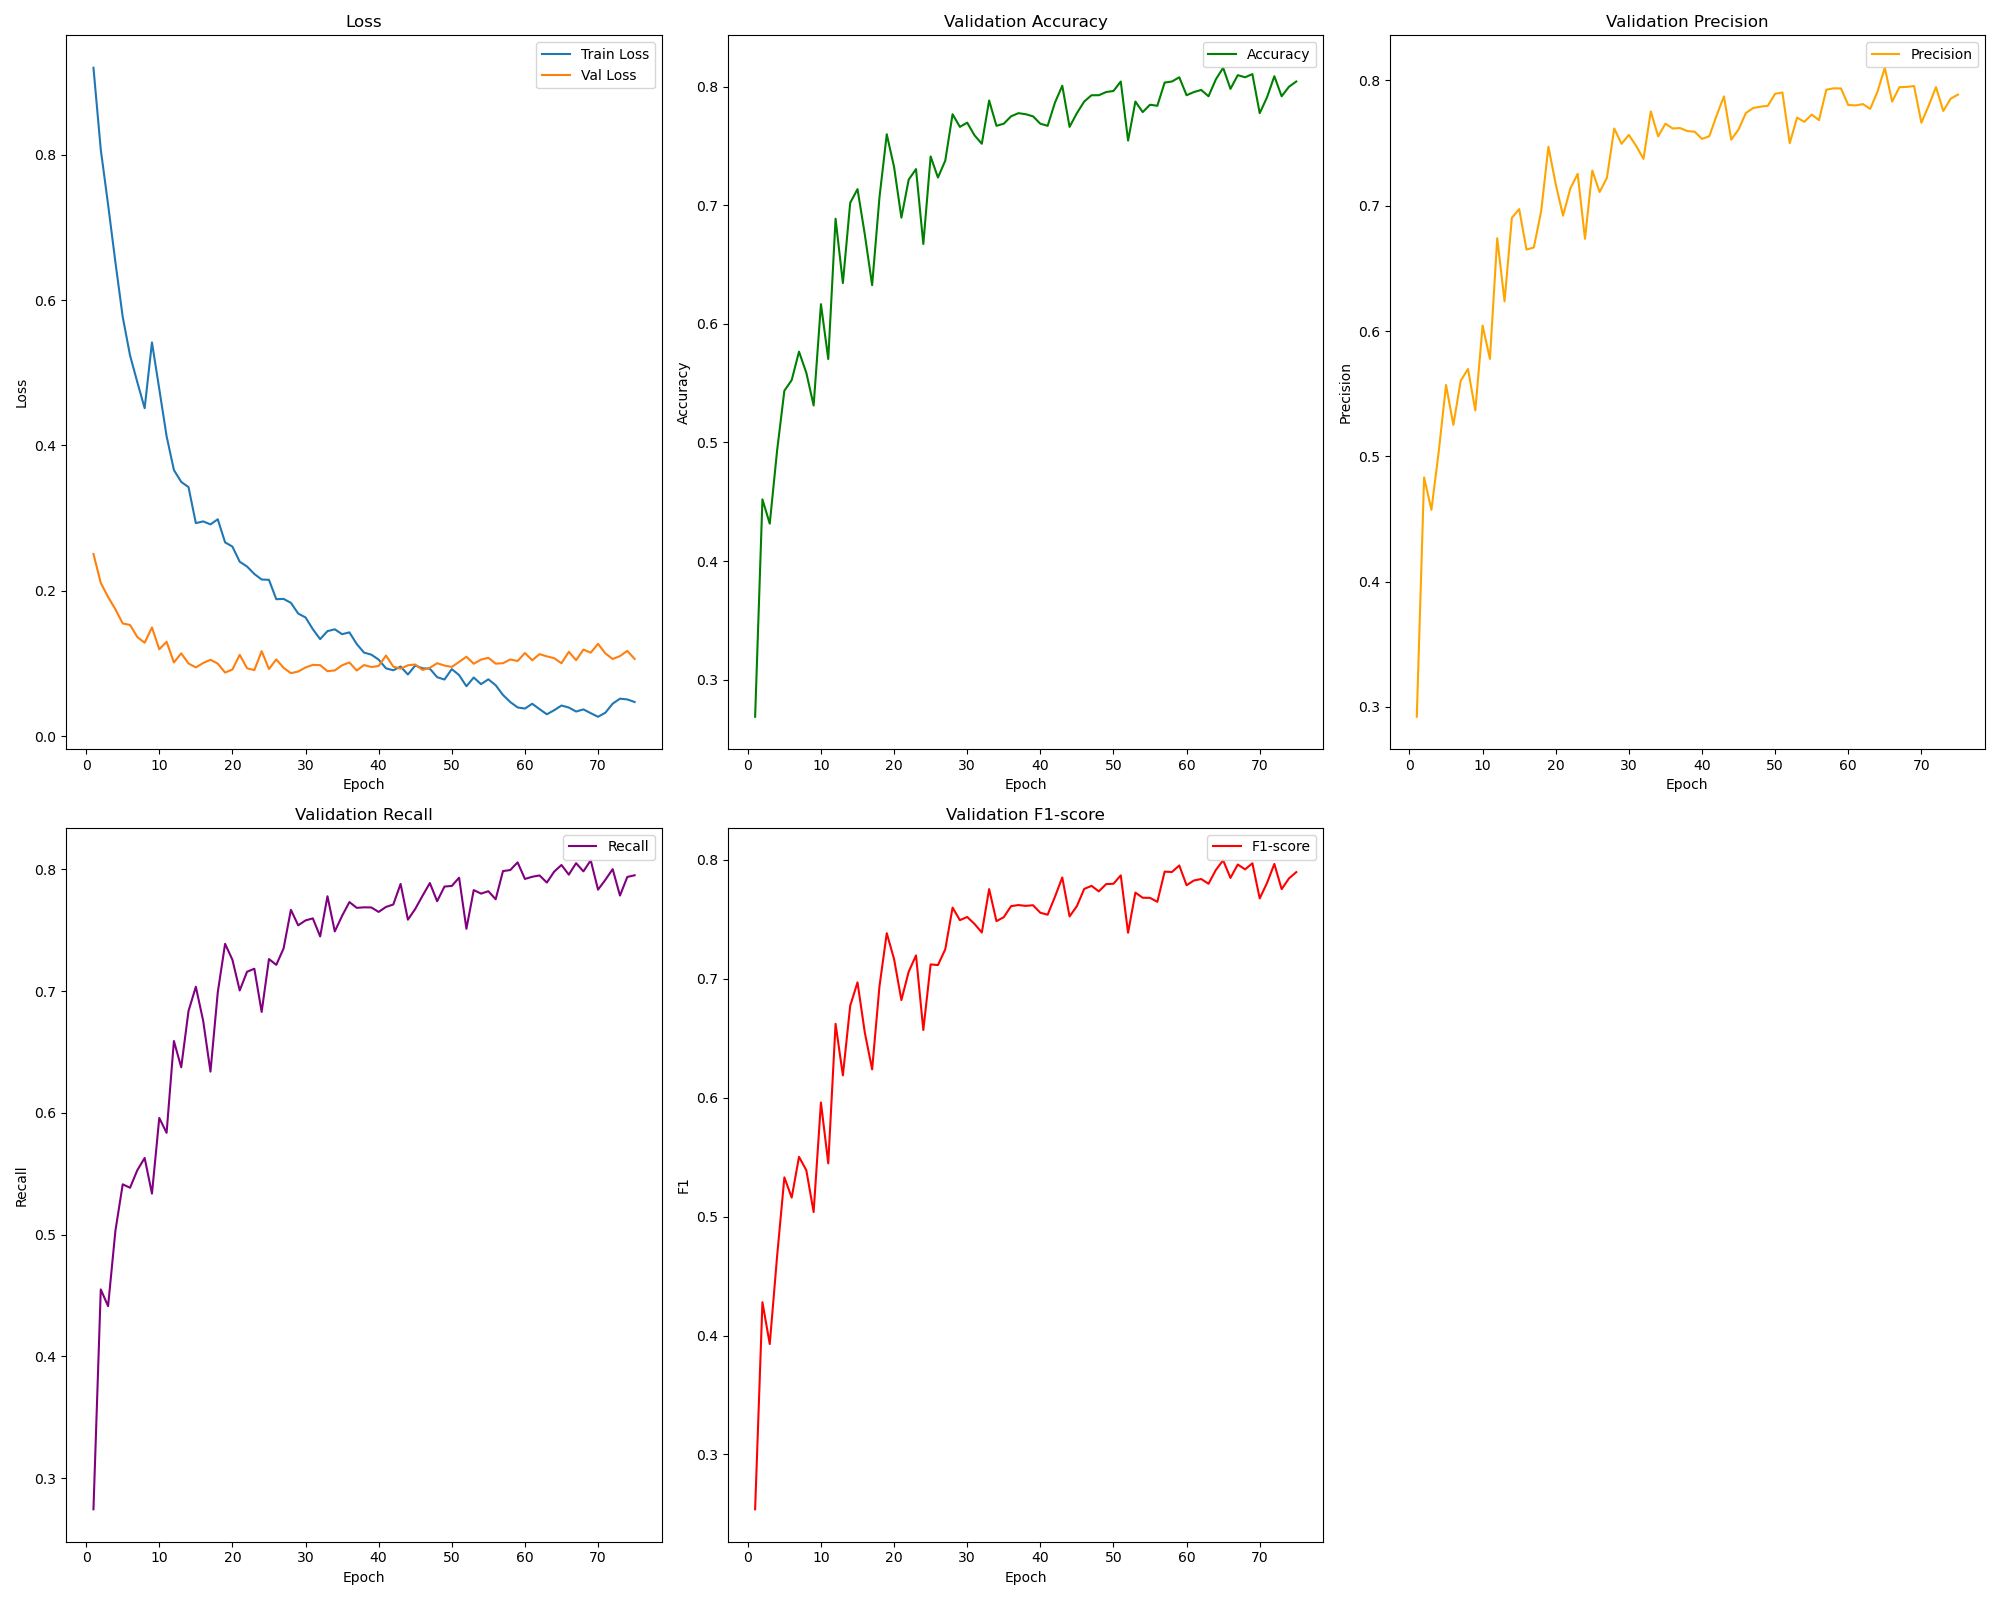 Loss
Train Loss
Val Loss
Loss
0.8
0.6
0.4
0.2
0.0
0 10 20 30 40 50 60 70
Epoch
Validation Accuracy
Accuracy
Accuracy
0.8
0.7
0.6
0.5
0.4
0.3
0 10 20 30 40 50 60 70
Epoch
Validation Precision
Precision
Precision
0.8
0.7
0.6
0.5
0.4
0.3
0 10 20 30 40 50 60 70
Epoch
Validation Recall
Recall
Recall
0.8
0.7
0.6
0.5
0.4
0.3
0 10 20 30 40 50 60 70
Epoch
Validation F1-score
F1-score
F1
0.8
0.7
0.6
0.5
0.4
0.3
0 10 20 30 40 50 60 70
Epoch